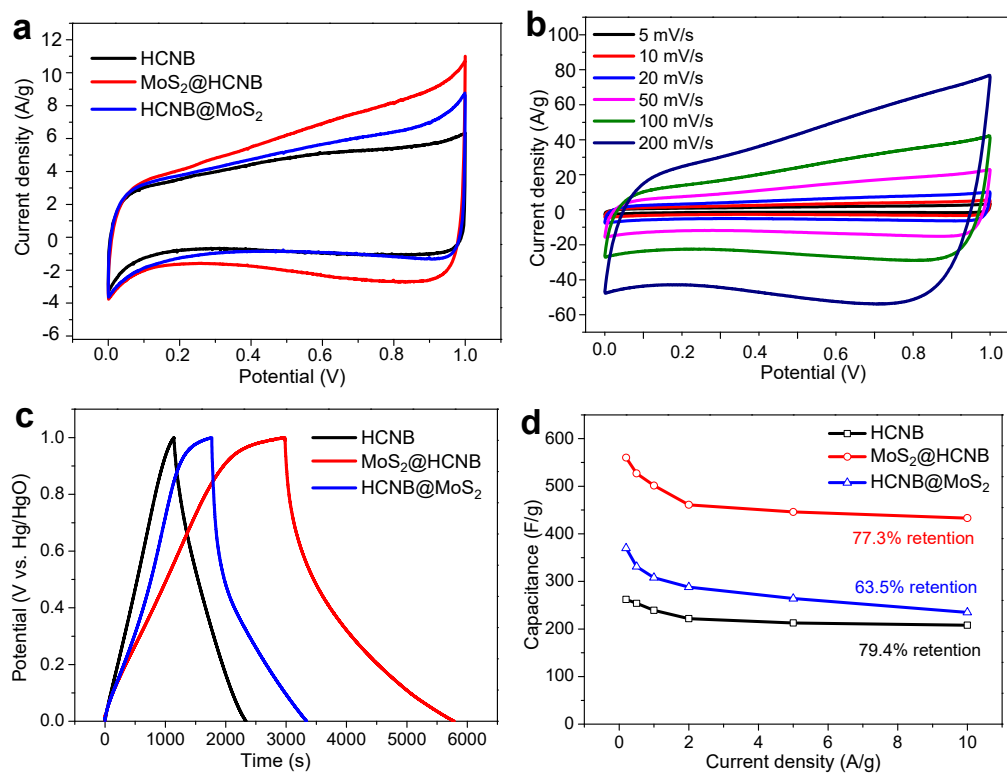 a
HCNB
MoS₂@HCNB
HCNB@MoS₂
12
10
8
6
4
2
0
-2
-4
-6
Current density (A/g)
0.0 0.2 0.4 0.6 0.8 1.0
Potential (V)
b
5 mV/s
10 mV/s
20 mV/s
50 mV/s
100 mV/s
200 mV/s
80
60
40
20
0
-20
-40
-60
Current density (A/g)
0.0 0.2 0.4 0.6 0.8 1.0
Potential (V)
c
HCNB
MoS₂@HCNB
HCNB@MoS₂
1.0
0.8
0.6
0.4
0.2
0.0
Potential (V vs. Hg/HgO)
0 1000 2000 3000 4000 5000 6000
Time (s)
d
HCNB
MoS₂@HCNB
HCNB@MoS₂
600
500
400
300
200
100
0
Capacitance (F/g)
77.3% retention
63.5% retention
79.4% retention
0 2 4 6 8 10
Current density (A/g)